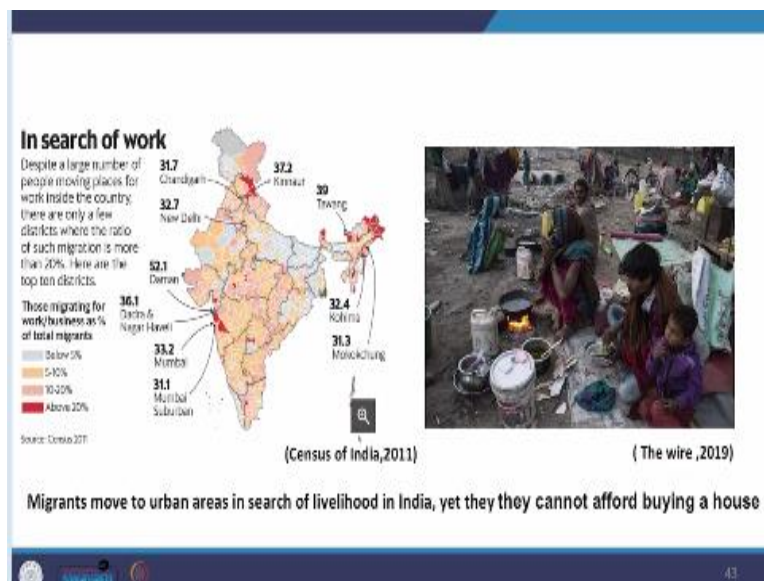 In search of work
Despite a large number of
people moving places for
work inside the country,
there are only a few
districts where the ratio
of such migration is more
than 20%. Here are the
top ten districts.
Those migrating for
work/business as %
of total migrants
Below 5%
5-10%
10-20%
Above 20%
Source: Census 2011
31.7
Chandigarh
37.2
Kinnaur
32.7
New Delhi
39
Tawang
52.1
Daman
36.1
Dadra &
Nagar Haveli
33.2
Mumbai
31.1
Mumbai
Suburban
32.4
Kohima
31.3
Mokokchung
(Census of India,2011)
( The wire ,2019)
Migrants move to urban areas in search of livelihood in India, yet they they cannot afford buying a house
43